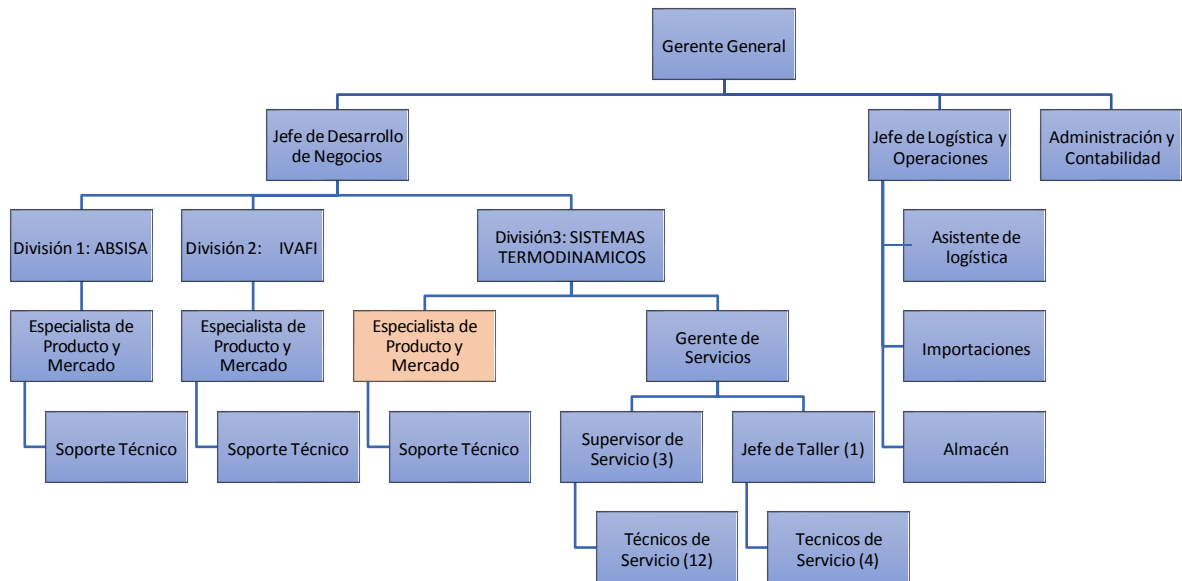 Gerente General
Jefe de Desarrollo
de Negocios
Jefe de Logística y
Operaciones
Administración y
Contabilidad
División 1: ABSISA
División 2: IVAFI
División3: SISTEMAS
TERMODINAMICOS
Asistente de
logística
Especialista de
Producto y
Mercado
Especialista de
Producto y
Mercado
Especialista de
Producto y
Mercado
Gerente de
Servicios
Importaciones
Soporte Técnico
Soporte Técnico
Soporte Técnico
Supervisor de
Servicio (3)
Jefe de Taller (1)
Almacén
Técnicos de
Servicio (12)
Tecnicos de
Servicio (4)